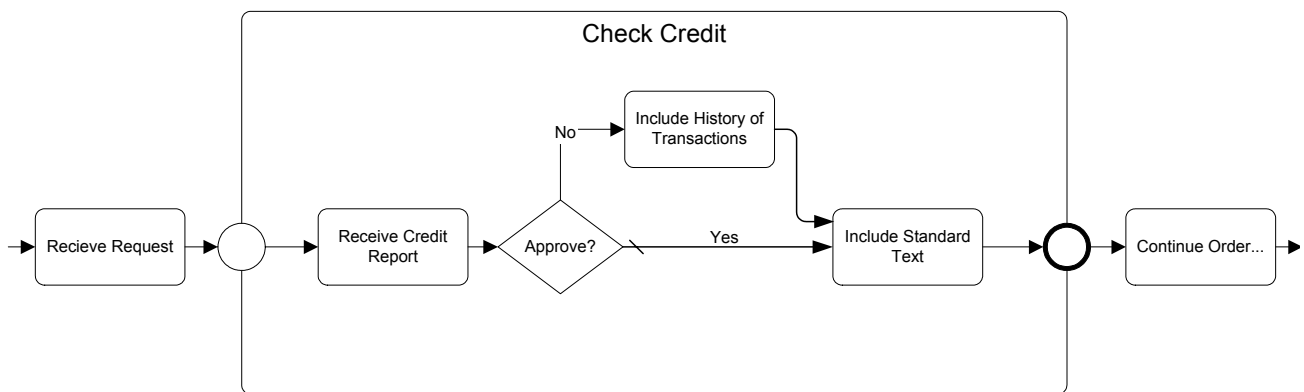 Check Credit
Include History of
Transactions
No
Recieve Request
Receive Credit
Report
Approve?
Yes
Include Standard
Text
Continue Order...